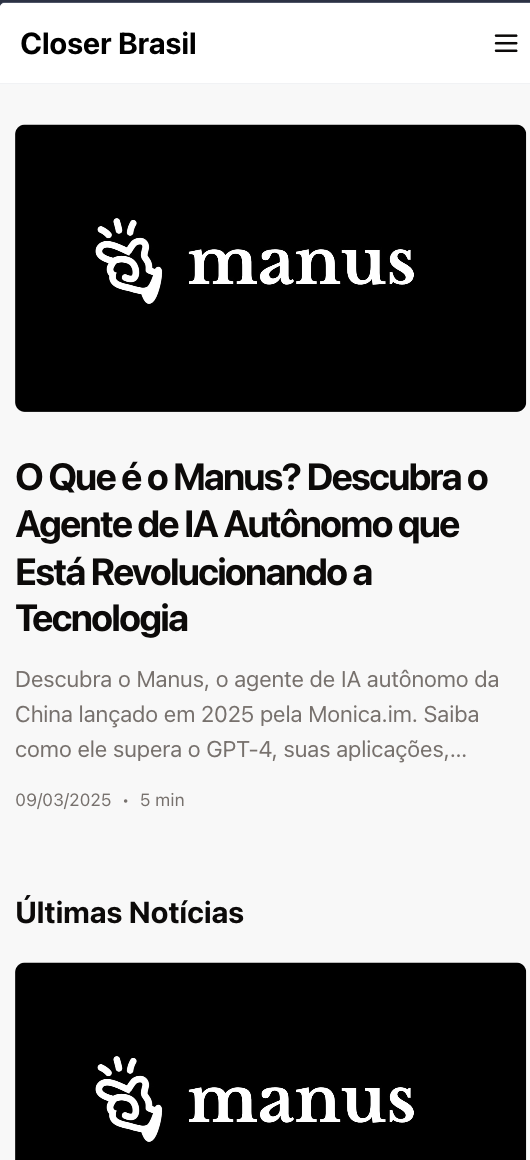 Closer Brasil
manus
O Que é o Manus? Descubra o
Agente de IA Autônomo que
Está Revolucionando a
Tecnologia
Descubra o Manus, o agente de IA autônomo da
China lançado em 2025 pela Monica.im. Saiba
como ele supera o GPT-4, suas aplicações,...
09/03/2025 • 5 min
Últimas Notícias
manus